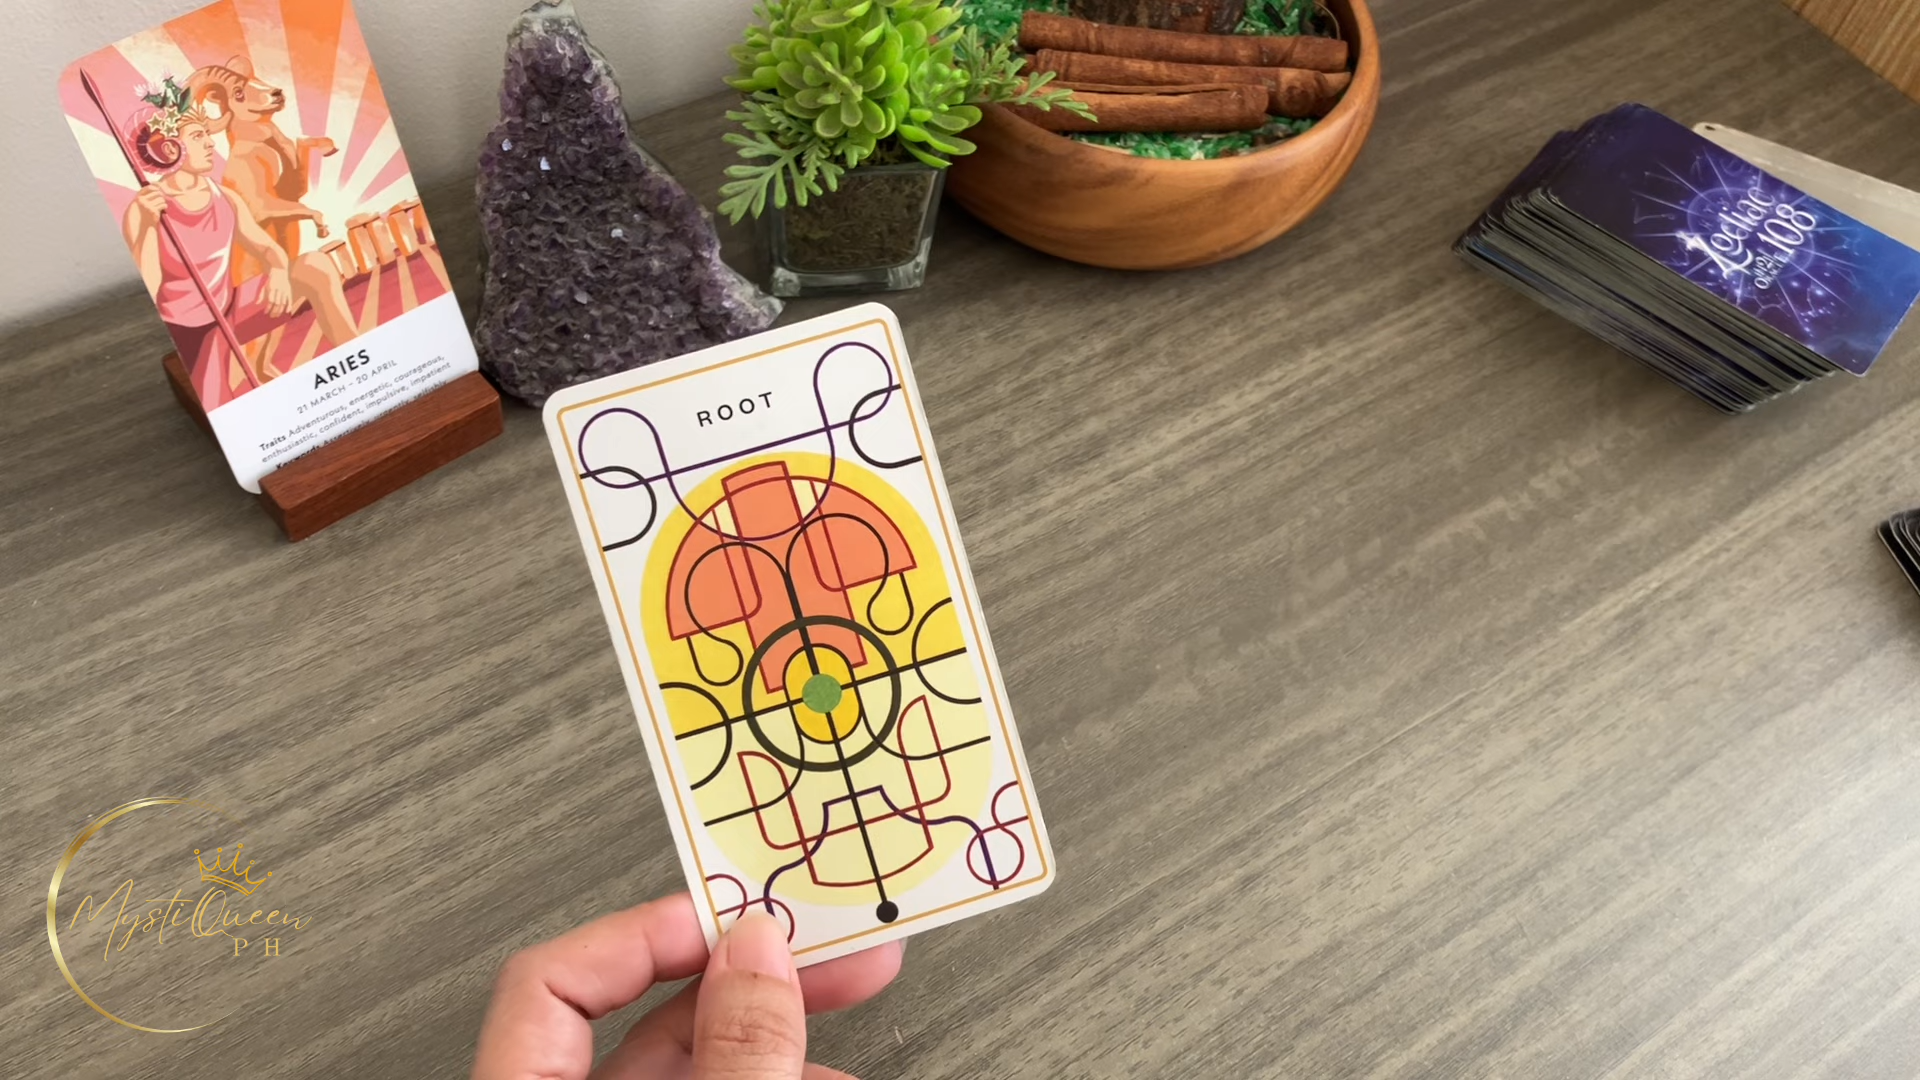 ARIES
21 MARCH – 20 APRIL
Traits Adventurous, energetic, courageous,
enthusiastic, confident, impulsive, impatient
ROOT
Zodiac
108
MystiQueen
PH